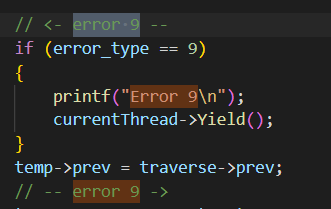 // <- error 9 --
if (error_type == 9)
{
    printf("Error 9\n");
    currentThread->Yield();
}
temp->prev = traverse->prev;
// -- error 9 ->